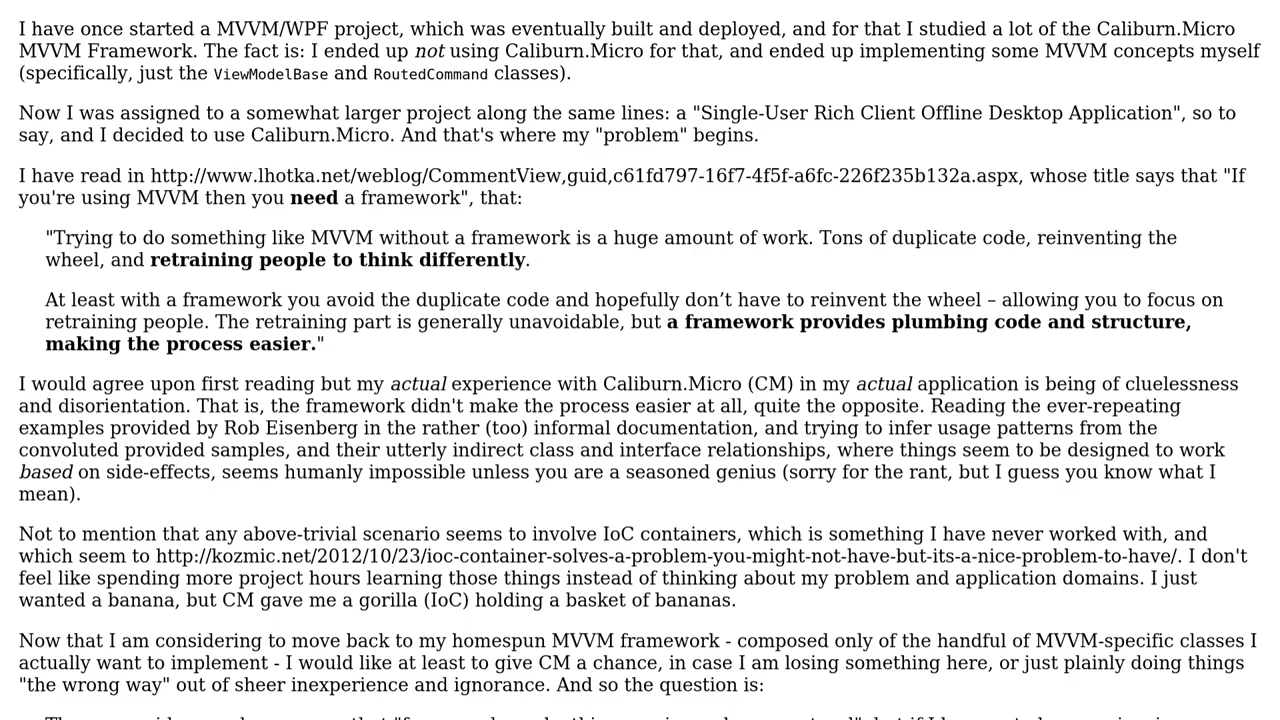 I have once started a MVVM/WPF project, which was eventually built and deployed, and for that I studied a lot of the Caliburn.Micro
MVVM Framework. The fact is: I ended up not using Caliburn.Micro for that, and ended up implementing some MVVM concepts myself
(specifically, just the ViewModelBase and RoutedCommand classes).
Now I was assigned to a somewhat larger project along the same lines: a "Single-User Rich Client Offline Desktop Application", so to
say, and I decided to use Caliburn.Micro. And that's where my "problem" begins.
I have read in http://www.lhotka.net/weblog/CommentView,guid,c61fd797-16f7-4f5f-a6fc-226f235b132a.aspx, whose title says that "If
you're using MVVM then you need a framework", that:
"Trying to do something like MVVM without a framework is a huge amount of work. Tons of duplicate code, reinventing the
wheel, and retraining people to think differently.
At least with a framework you avoid the duplicate code and hopefully don’t have to reinvent the wheel – allowing you to focus on
retraining people. The retraining part is generally unavoidable, but a framework provides plumbing code and structure,
making the process easier."
I would agree upon first reading but my actual experience with Caliburn.Micro (CM) in my actual application is being of cluelessness
and disorientation. That is, the framework didn't make the process easier at all, quite the opposite. Reading the ever-repeating
examples provided by Rob Eisenberg in the rather (too) informal documentation, and trying to infer usage patterns from the
convoluted provided samples, and their utterly indirect class and interface relationships, where things seem to be designed to work
based on side-effects, seems humanly impossible unless you are a seasoned genius (sorry for the rant, but I guess you know what I
mean).
Not to mention that any above-trivial scenario seems to involve IoC containers, which is something I have never worked with, and
which seem to http://kozmic.net/2012/10/23/ioc-container-solves-a-problem-you-might-not-have-but-its-a-nice-problem-to-have/. I don't
feel like spending more project hours learning those things instead of thinking about my problem and application domains. I just
wanted a banana, but CM gave me a gorilla (IoC) holding a basket of bananas.
Now that I am considering to move back to my homespun MVVM framework - composed only of the handful of MVVM-specific classes I
actually want to implement - I would like at least to give CM a chance, in case I am losing something here, or just plainly doing things
"the wrong way" out of sheer inexperience and ignorance. And so the question is: